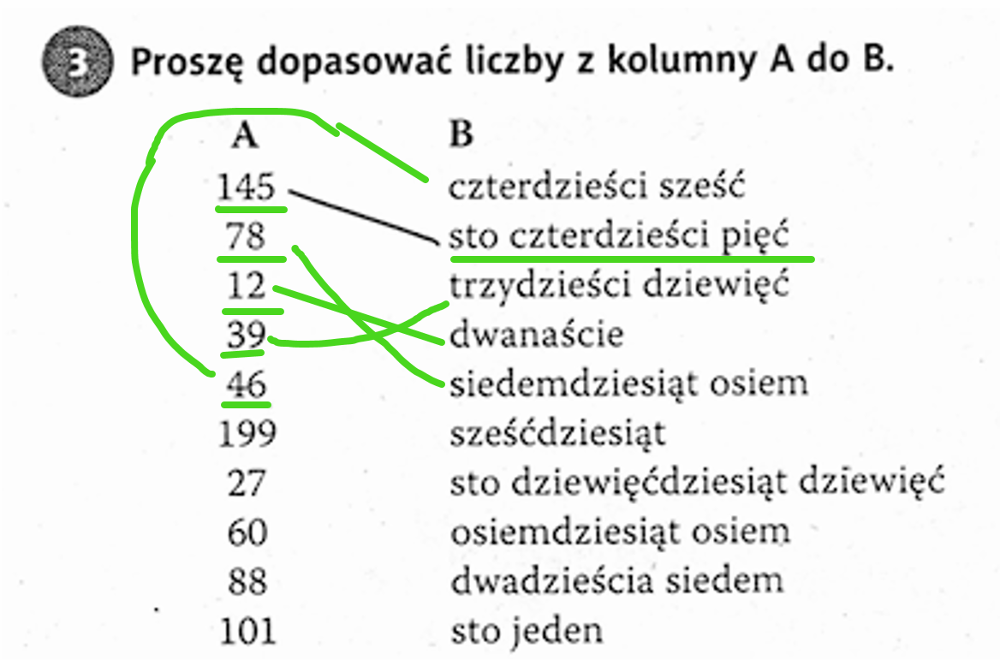 3 Proszę dopasować liczby z kolumny A do B.
A B
145 czterdzieści sześć
78 sto czterdzieści pięć
12 trzydzieści dziewięć
39 dwanaście
46 siedemdziesiąt osiem
199 sześćdziesiąt
27 sto dziewięćdziesiąt dziewięć
60 osiemdziesiąt osiem
88 dwadzieścia siedem
101 sto jeden